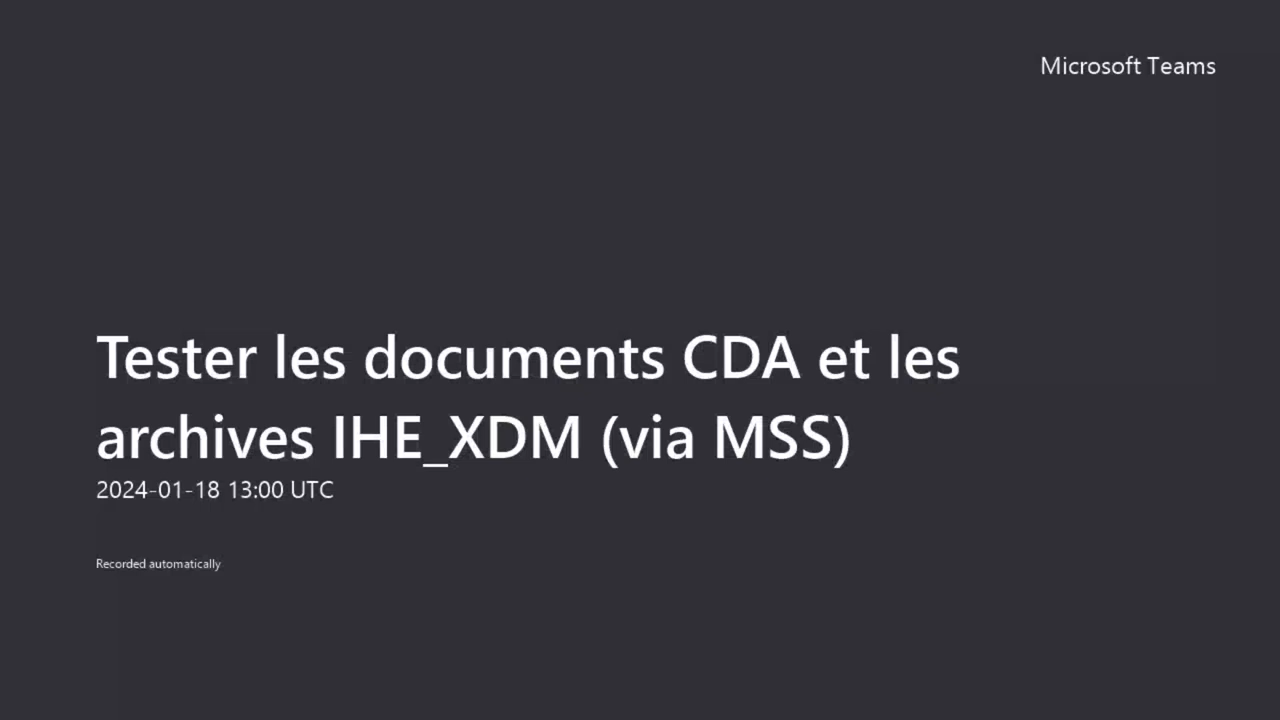 Microsoft Teams
Tester les documents CDA et les
archives IHE_XDM (via MSS)
2024-01-18 13:00 UTC
Recorded automatically